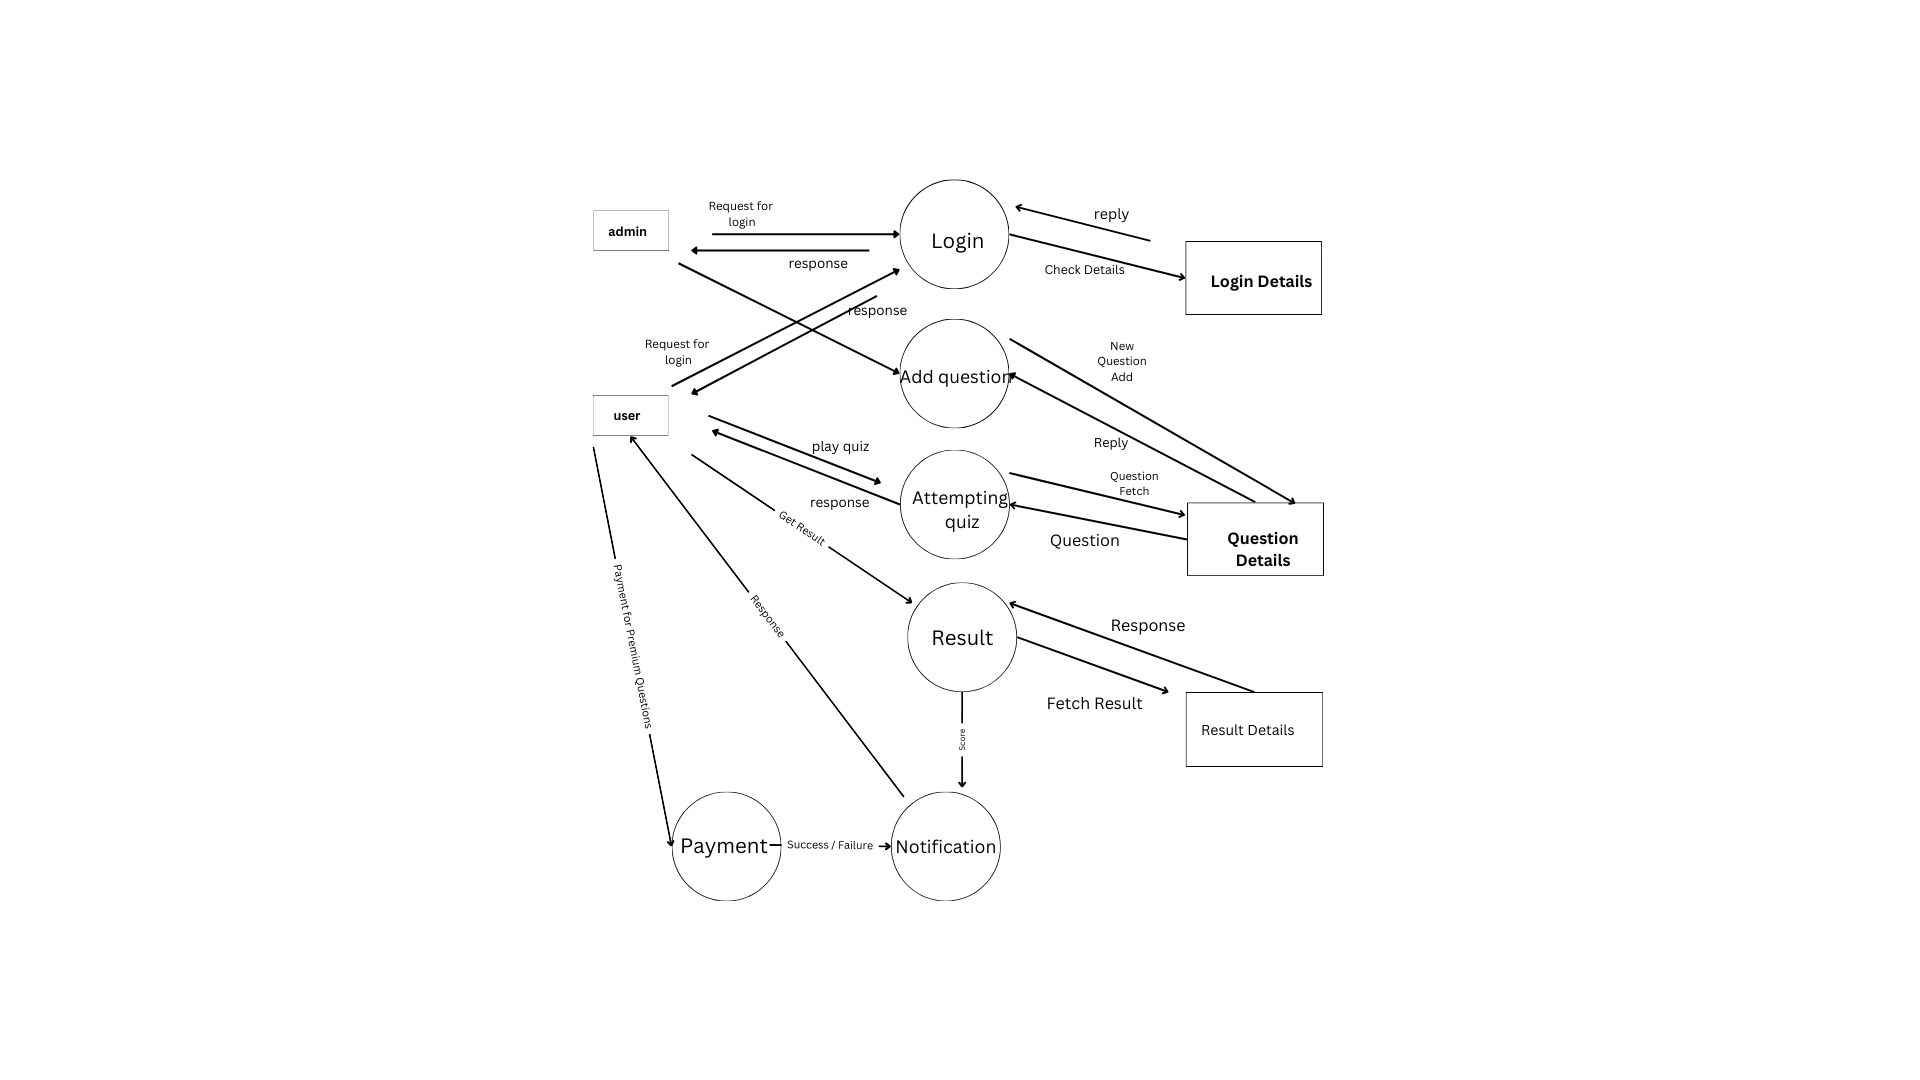 Request for
login
admin
response
Login
reply
Check Details
Login Details
response
Request for
login
Add question
New
Question
Add
user
play quiz
Reply
response
Attempting
quiz
Question
Fetch
Question
Question
Details
Get Result
Response
Payment for Premium Questions
Result
Response
Fetch Result
Result Details
Score
Payment
Success / Failure
Notification